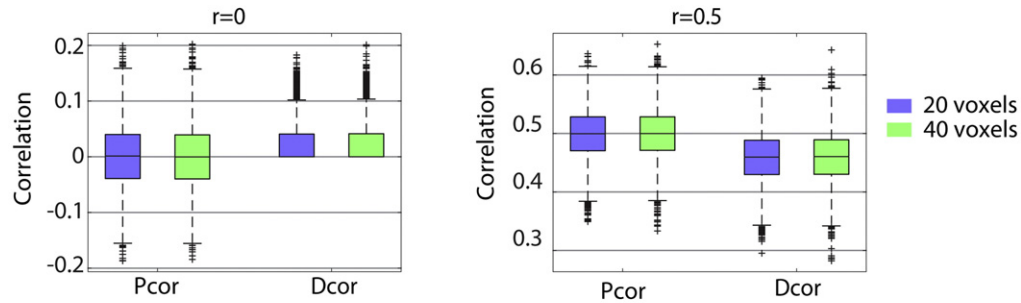 r=0
Correlation
0.2
0.1
0
-0.1
-0.2
Pcor
Dcor
r=0.5
Correlation
0.6
0.5
0.4
0.3
Pcor
Dcor
20 voxels
40 voxels